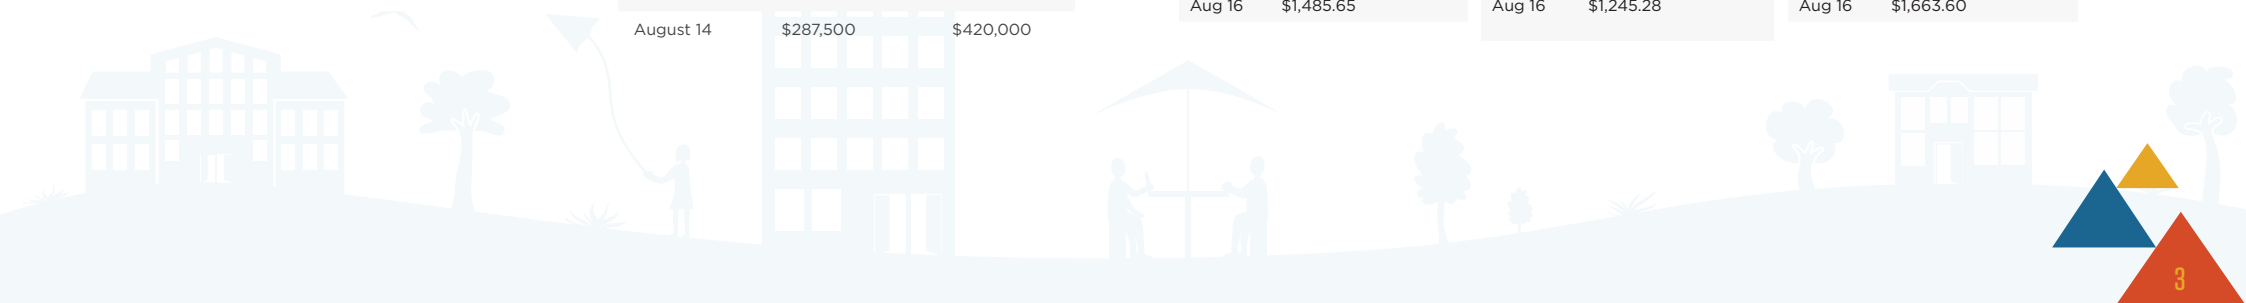 Aug 16 $1,485.65 Aug 16 $1,245.28 Aug 16 $1,663.60
August 14 $287,500 $420,000
3